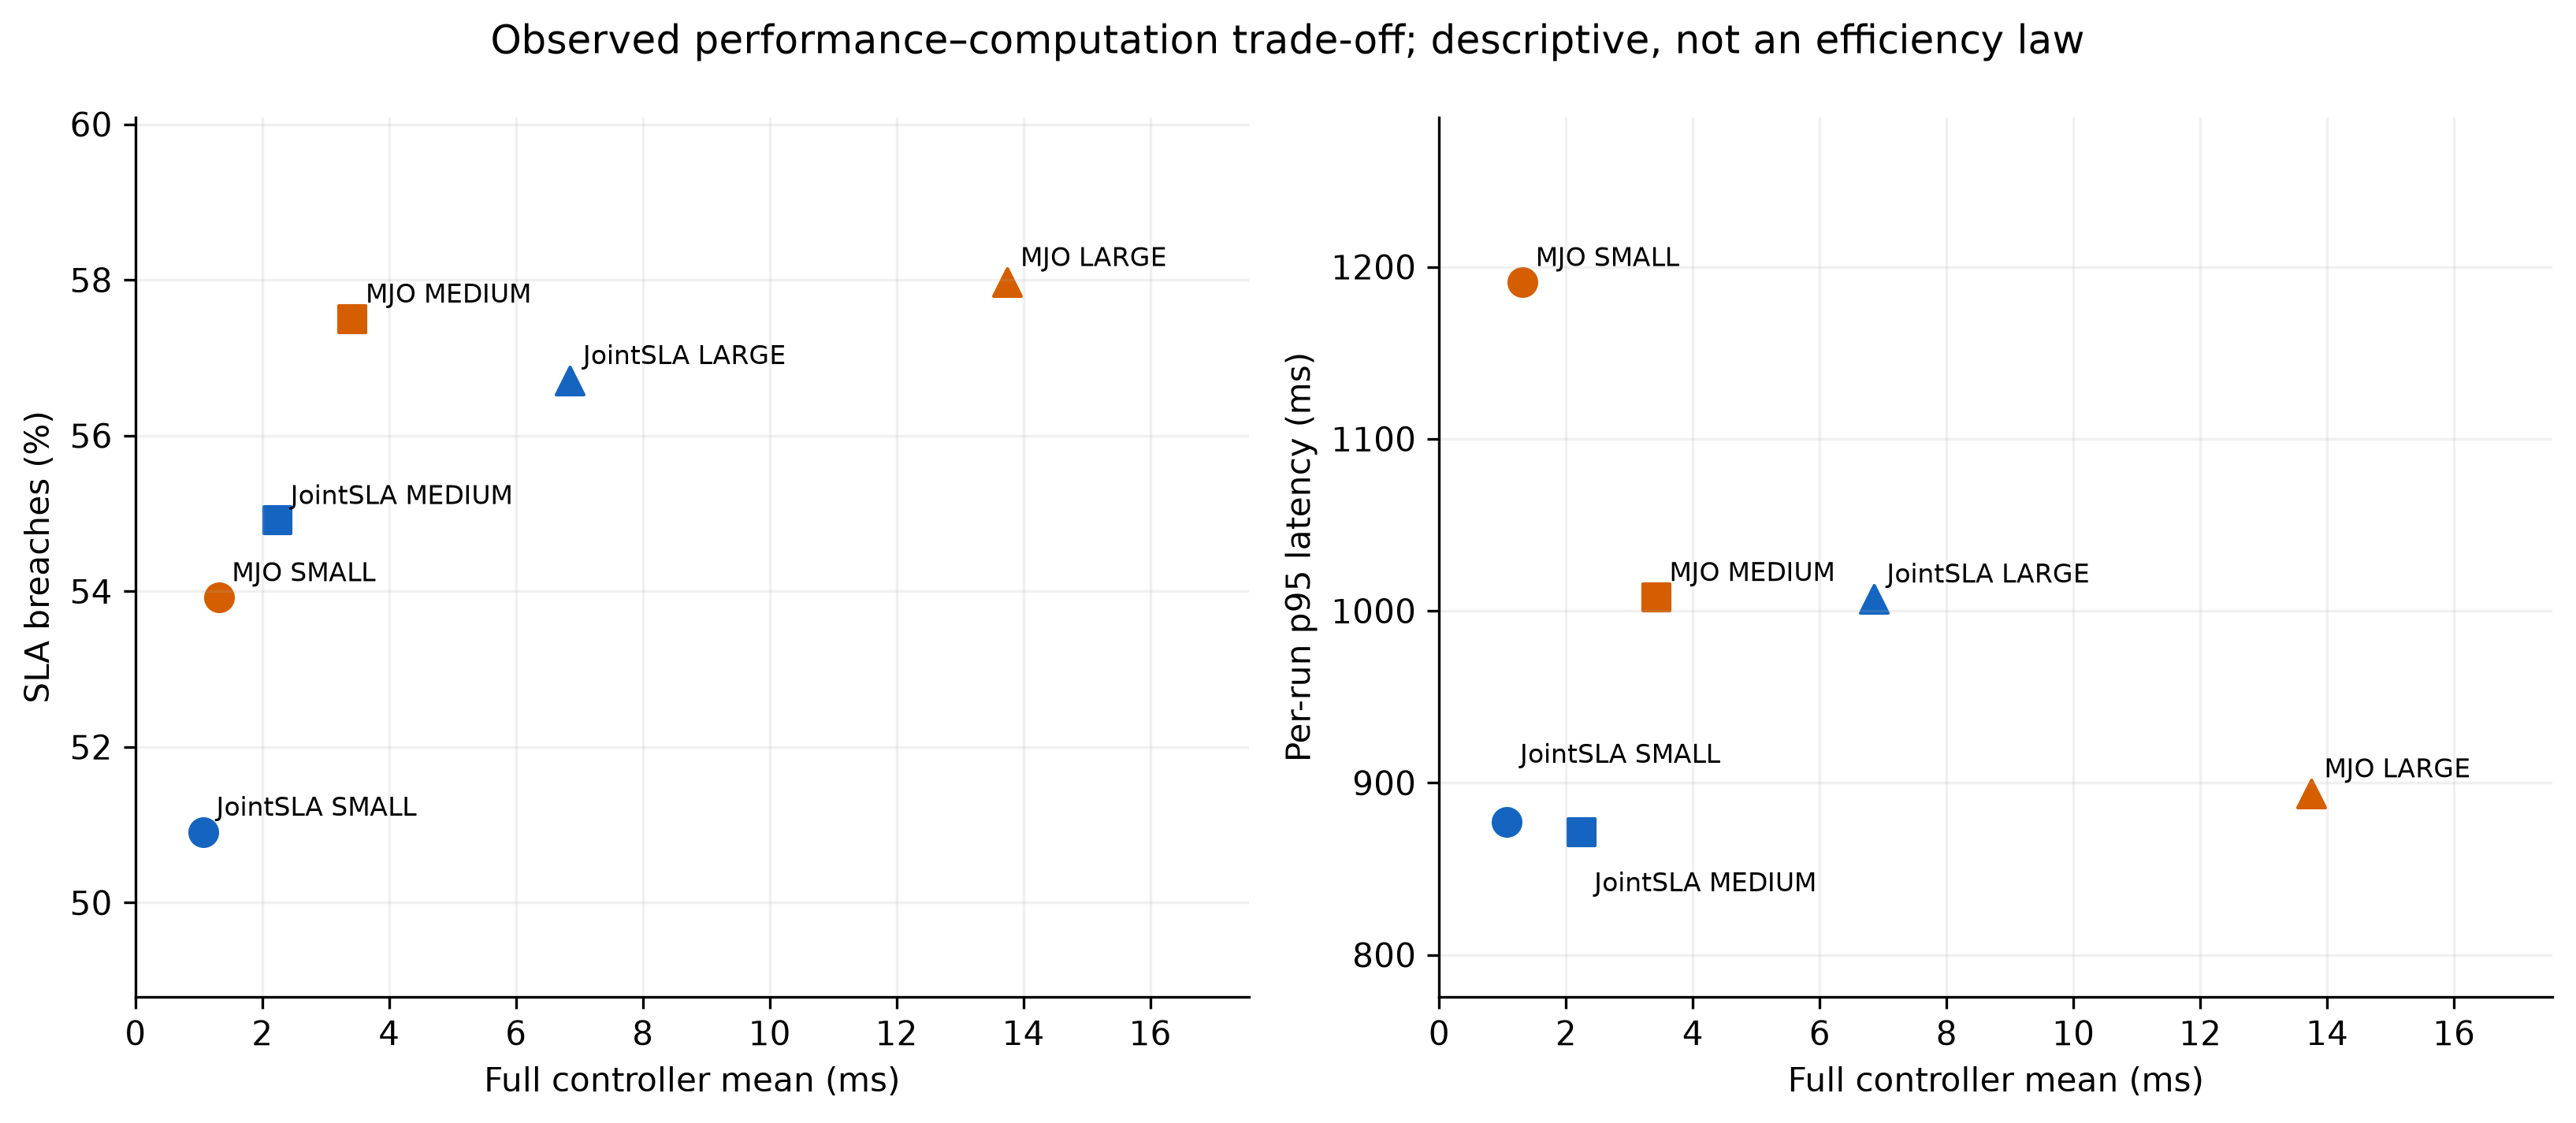 Observed performance–computation trade-off; descriptive, not an efficiency law
SLA breaches (%)
60
58
56
54
52
50
MJO LARGE
MJO MEDIUM
JointSLA LARGE
JointSLA MEDIUM
MJO SMALL
JointSLA SMALL
0 2 4 6 8 10 12 14 16
Full controller mean (ms)
Per-run p95 latency (ms)
1200
1100
1000
900
800
MJO SMALL
MJO MEDIUM
JointSLA LARGE
JointSLA SMALL
MJO LARGE
JointSLA MEDIUM
0 2 4 6 8 10 12 14 16
Full controller mean (ms)